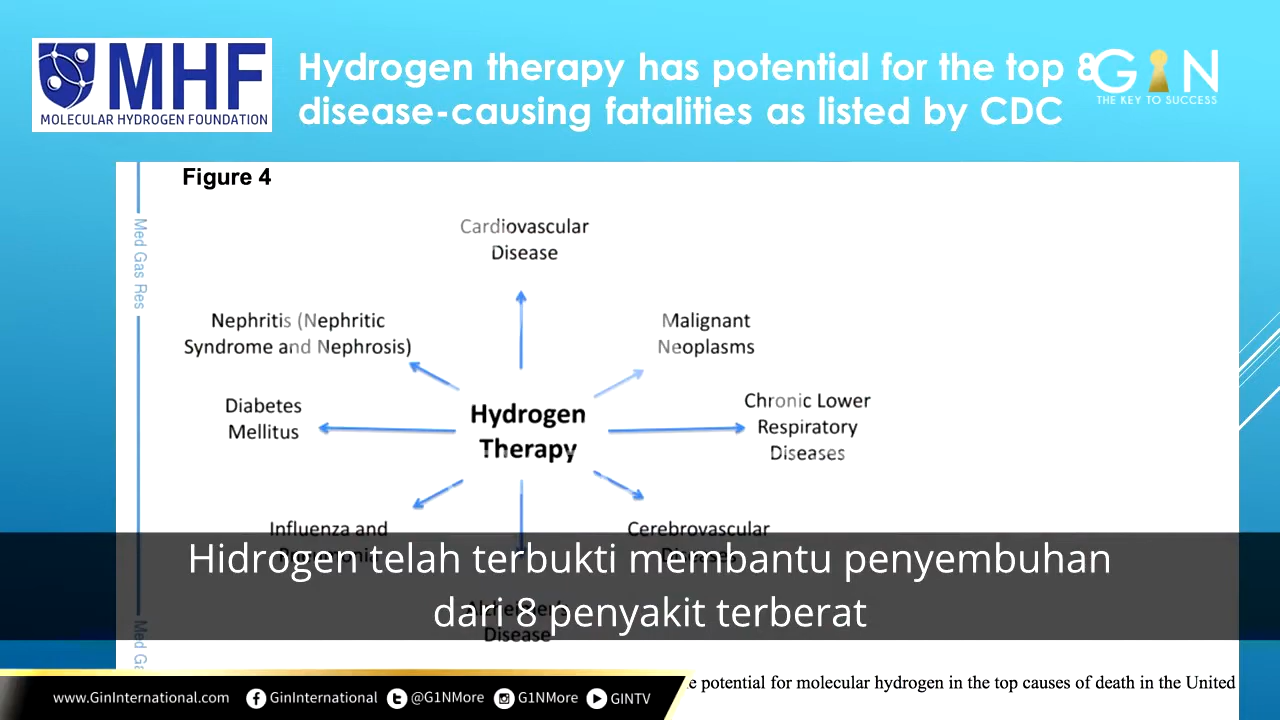 MHF
MOLECULAR HYDROGEN FOUNDATION
Hydrogen therapy has potential for the top 8
disease-causing fatalities as listed by CDC
GIN
THE KEY TO SUCCESS
Figure 4
Med Gas Res
Cardiovascular
Disease
Nephritis (Nephritic
Syndrome and Nephrosis)
Malignant
Neoplasms
Diabetes
Mellitus
Hydrogen
Therapy
Chronic Lower
Respiratory
Diseases
Influenza and
Cerebrovascular
Hidrogen telah terbukti membantu penyembuhan
dari 8 penyakit terberat
Disease
potential for molecular hydrogen in the top causes of death in the United
www.GinInternational.com GinInternational @G1NMore G1NMore GINTV